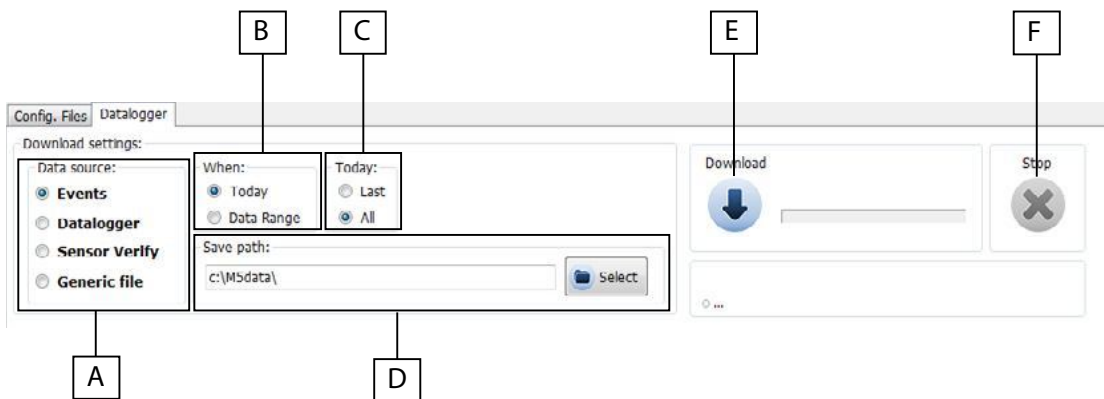 B C E F
Config. Files Datalogger
Download settings:
Data source: When: Today: Download Stop
Events Today Last
Datalogger Data Range All
Sensor Verify Save path:
Generic file c:\M5data\ Select
...
A D